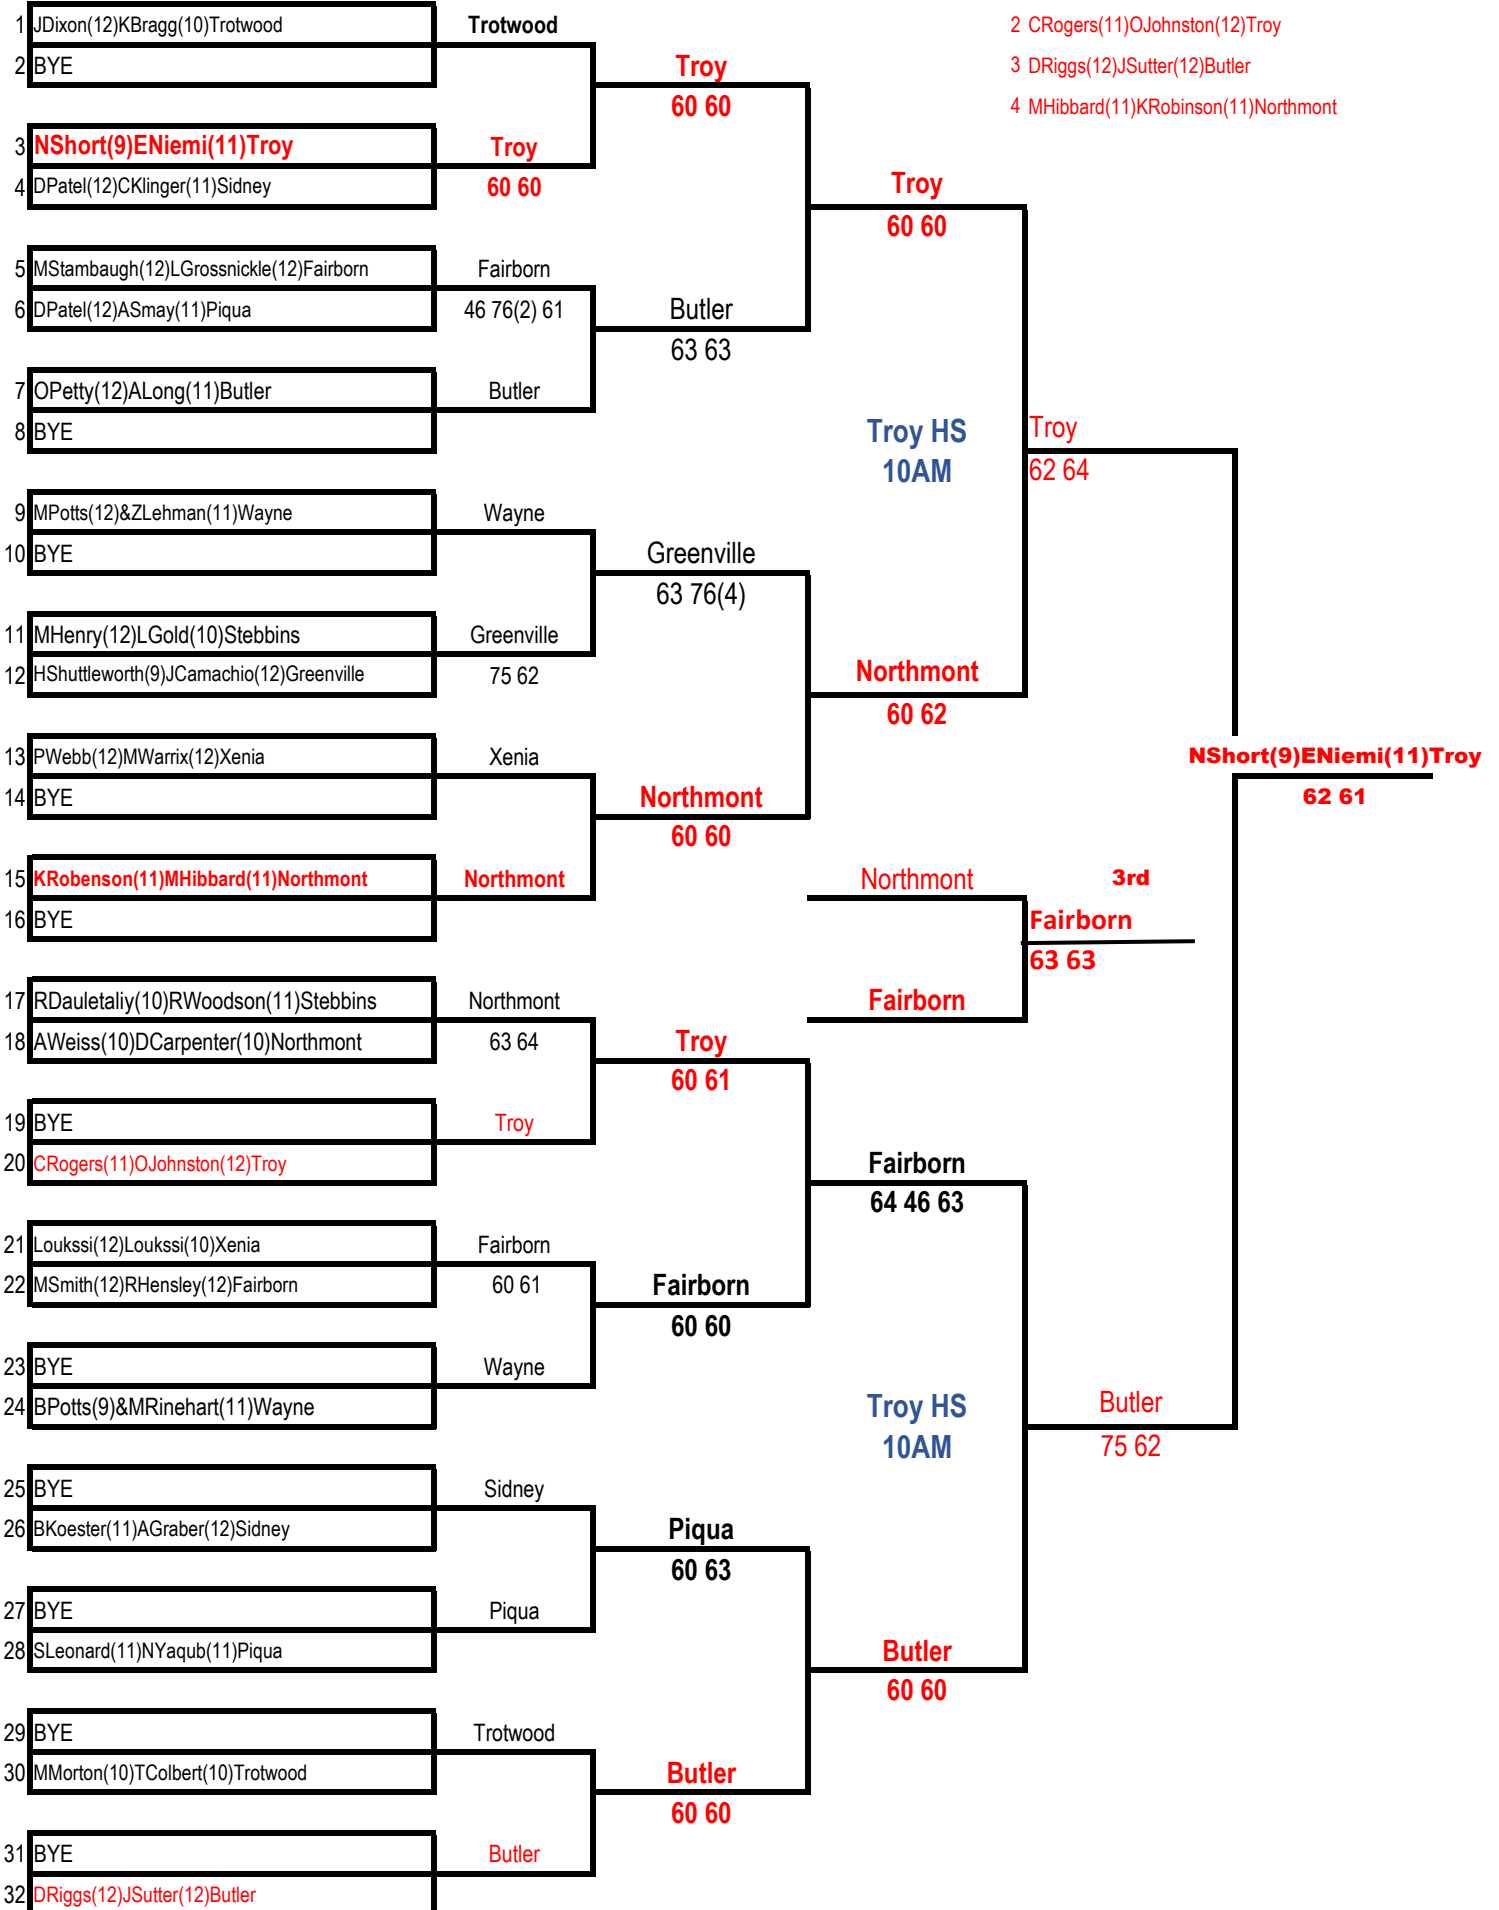 2 CRogers(11)OJohnston(12)Troy
3 DRiggs(12)JSutter(12)Butler
4 MHibbard(11)KRobinson(11)Northmont
1 JDixon(12)KBragg(10)Trotwood
2 BYE
3 NShort(9)ENiemi(11)Troy
4 DPatel(12)CKlinger(11)Sidney
5 MStambaugh(12)LGrossnickle(12)Fairborn
6 DPatel(12)ASmay(11)Piqua
7 OPetty(12)ALong(11)Butler
8 BYE
9 MPotts(12)&ZLehman(11)Wayne
10 BYE
11 MHenry(12)LGold(10)Stebbins
12 HShuttleworth(9)JCamachio(12)Greenville
13 PWebb(12)MWarrix(12)Xenia
14 BYE
15 KRobenson(11)MHibbard(11)Northmont
16 BYE
17 RDauletaliy(10)RWoodson(11)Stebbins
18 AWeiss(10)DCarpenter(10)Northmont
19 BYE
20 CRogers(11)OJohnston(12)Troy
21 Loukssi(12)Loukssi(10)Xenia
22 MSmith(12)RHensley(12)Fairborn
23 BYE
24 BPotts(9)&MRinehart(11)Wayne
25 BYE
26 BKoester(11)AGraber(12)Sidney
27 BYE
28 SLeonard(11)NYaqub(11)Piqua
29 BYE
30 MMorton(10)TColbert(10)Trotwood
31 BYE
32 DRiggs(12)JSutter(12)Butler
Trotwood
Troy
60 60
Fairborn
46 76(2) 61
Butler
Wayne
Greenville
75 62
Xenia
Northmont
Northmont
63 64
Troy
Fairborn
60 61
Wayne
Sidney
Piqua
Trotwood
Butler
Troy
60 60
Butler
63 63
Greenville
63 76(4)
Northmont
60 60
Troy
60 61
Fairborn
60 60
Piqua
60 63
Butler
60 60
Troy
60 60
Troy HS
10AM
Northmont
60 62
Northmont
Fairborn
Fairborn
64 46 63
Troy HS
10AM
Butler
60 60
Troy
62 64
3rd
Fairborn
63 63
Butler
75 62
NShort(9)ENiemi(11)Troy
62 61